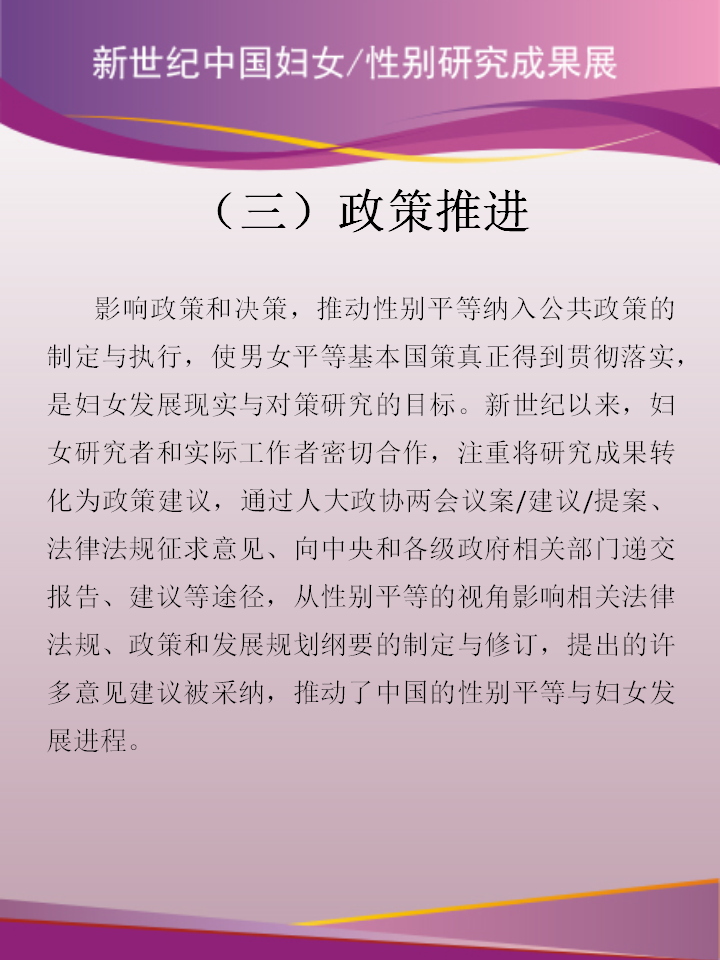 新世纪中国妇女/性别研究成果展
（三）政策推进
影响政策和决策，推动性别平等纳入公共政策的
制定与执行，使男女平等基本国策真正得到贯彻落实，
是妇女发展现实与对策研究的目标。新世纪以来，妇
女研究者和实际工作者密切合作，注重将研究成果转
化为政策建议，通过人大政协两会议案/建议/提案、
法律法规征求意见、向中央和各级政府相关部门递交
报告、建议等途径，从性别平等的视角影响相关法律
法规、政策和发展规划纲要的制定与修订，提出的许
多意见建议被采纳，推动了中国的性别平等与妇女发
展进程。